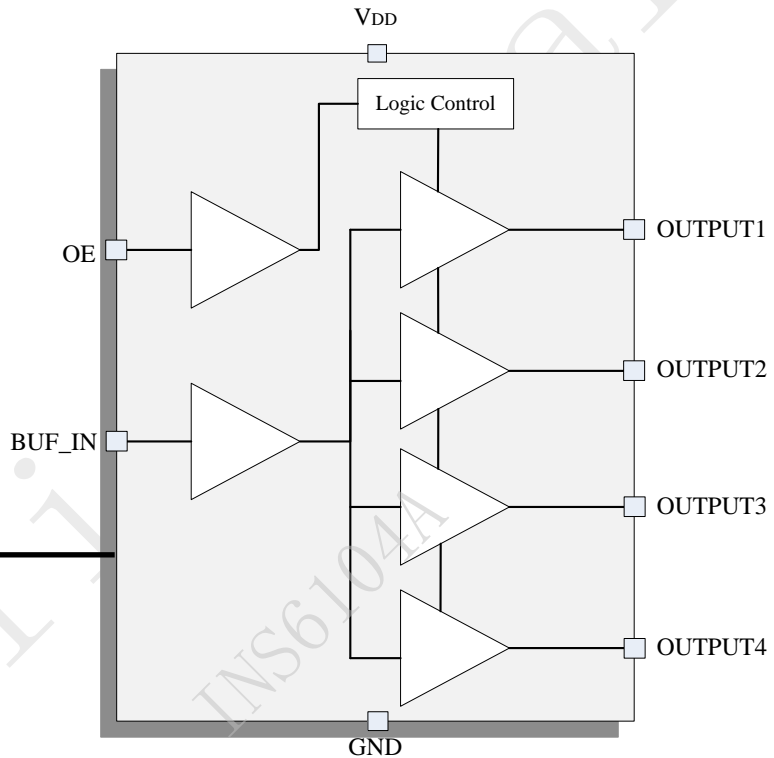 VDD
Logic Control
OE
OUTPUT1
OUTPUT2
BUF_IN
OUTPUT3
INS6104A
OUTPUT4
GND